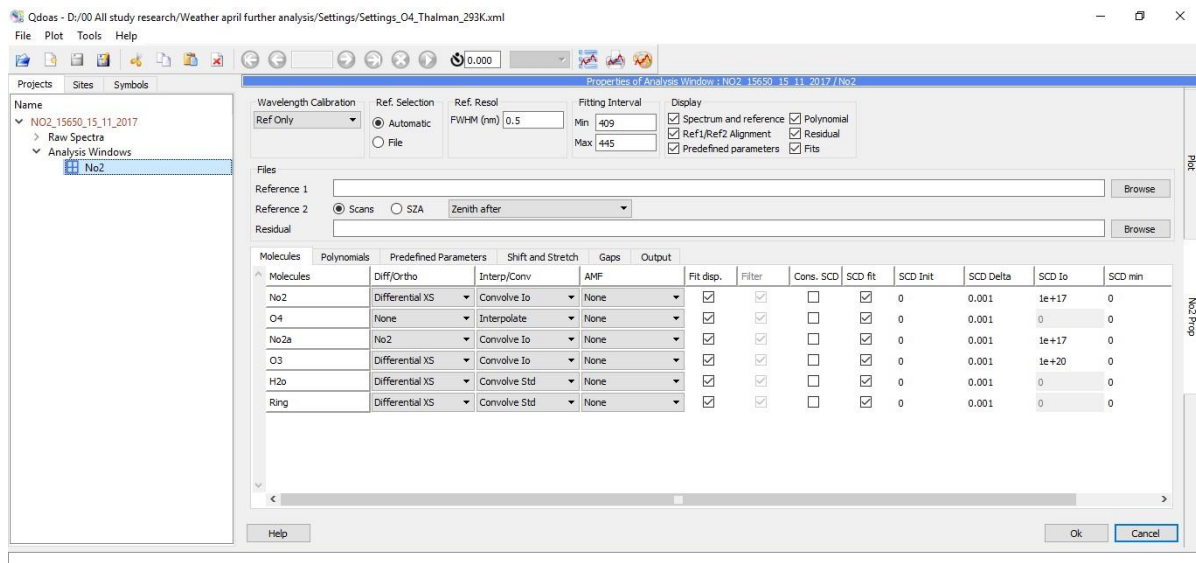 Qdoas - D:/00 All study research/Weather april further analysis/Settings/Settings_O4_Thalman_293K.xml
File Plot Tools Help
0.000
Projects Sites Symbols
Properties of Analysis Window : NO2_15650_15_11_2017 / No2
Name
NO2_15650_15_11_2017
Raw Spectra
Analysis Windows
No2
Wavelength Calibration Ref. Selection Ref. Resol Fitting Interval Display
Ref Only Automatic FWHM (nm) 0.5 Min 409 Spectrum and reference Polynomial
File Max 445 Ref1/Ref2 Alignment Residual
Predefined parameters Fits
Files
Reference 1 Browse
Reference 2 Scans SZA Zenith after
Residual Browse
Molecules Polynomials Predefined Parameters Shift and Stretch Gaps Output
Molecules Diff/Ortho Interp/Conv AMF Fit disp. Filter Cons. SCD SCD fit SCD Init SCD Delta SCD Io SCD min
No2 Differential XS Convolve Io None 0 0.001 1e+17 0
O4 None Interpolate None 0 0.001 0 0
No2a No2 Convolve Io None 0 0.001 1e+17 0
O3 Differential XS Convolve Io None 0 0.001 1e+20 0
H2o Differential XS Convolve Std None 0 0.001 0 0
Ring Differential XS Convolve Std None 0 0.001 0 0
Help Ok Cancel
Plot
No2 Prop